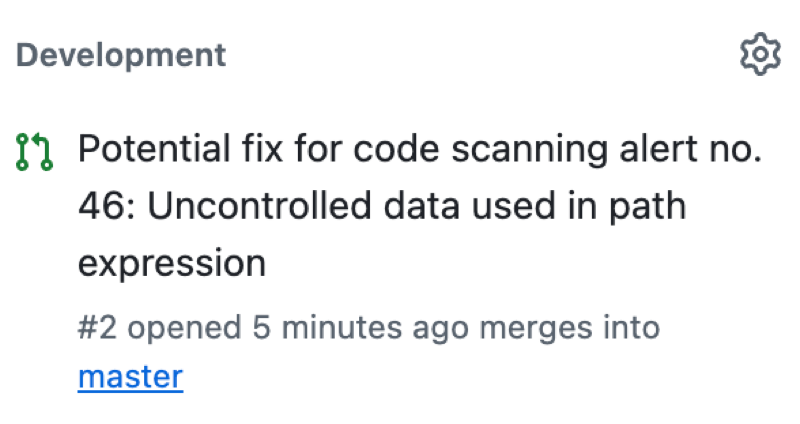 Development
Potential fix for code scanning alert no.
46: Uncontrolled data used in path
expression
#2 opened 5 minutes ago merges into
master